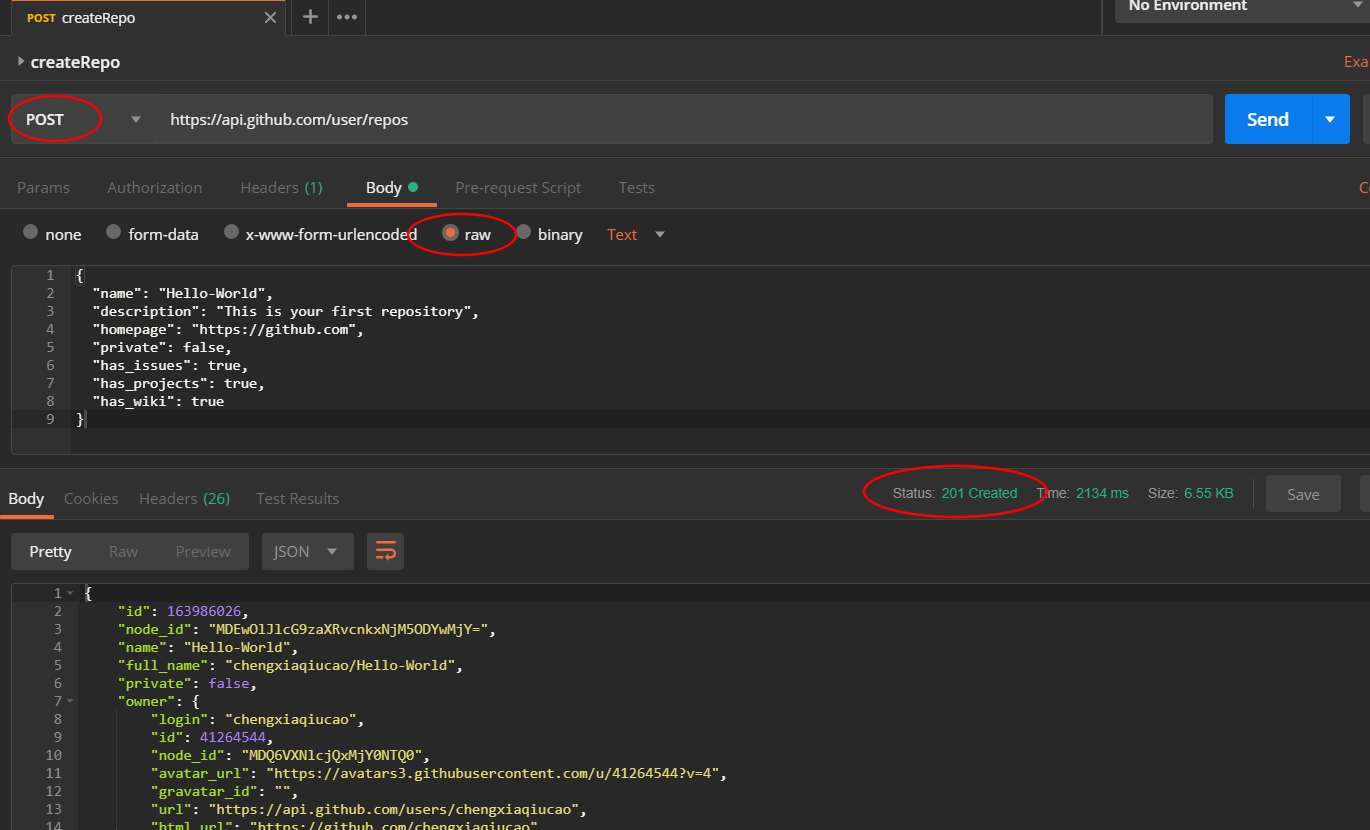 POST createRepo
No Environment
createRepo
Exa
POST https://api.github.com/user/repos Send
Params Authorization Headers (1) Body Pre-request Script Tests
none form-data x-www-form-urlencoded raw binary Text
1 {
2 "name": "Hello-World",
3 "description": "This is your first repository",
4 "homepage": "https://github.com",
5 "private": false,
6 "has_issues": true,
7 "has_projects": true,
8 "has_wiki": true
9 }
Body Cookies Headers (26) Test Results Status: 201 Created Time: 2134 ms Size: 6.55 KB Save
Pretty Raw Preview JSON
1 {
2 "id": 163986026,
3 "node_id": "MDEwOlJlcG9zaXRvcnkxNjM5ODYwMjY=",
4 "name": "Hello-World",
5 "full_name": "chengxiaqiucao/Hello-World",
6 "private": false,
7 "owner": {
8 "login": "chengxiaqiucao",
9 "id": 41264544,
10 "node_id": "MDQ6VXNlcjQxMjY0NTQ0",
11 "avatar_url": "https://avatars3.githubusercontent.com/u/41264544?v=4",
12 "gravatar_id": "",
13 "url": "https://api.github.com/users/chengxiaqiucao",
14 "html_url": "https://github.com/chengxiaqiucao"